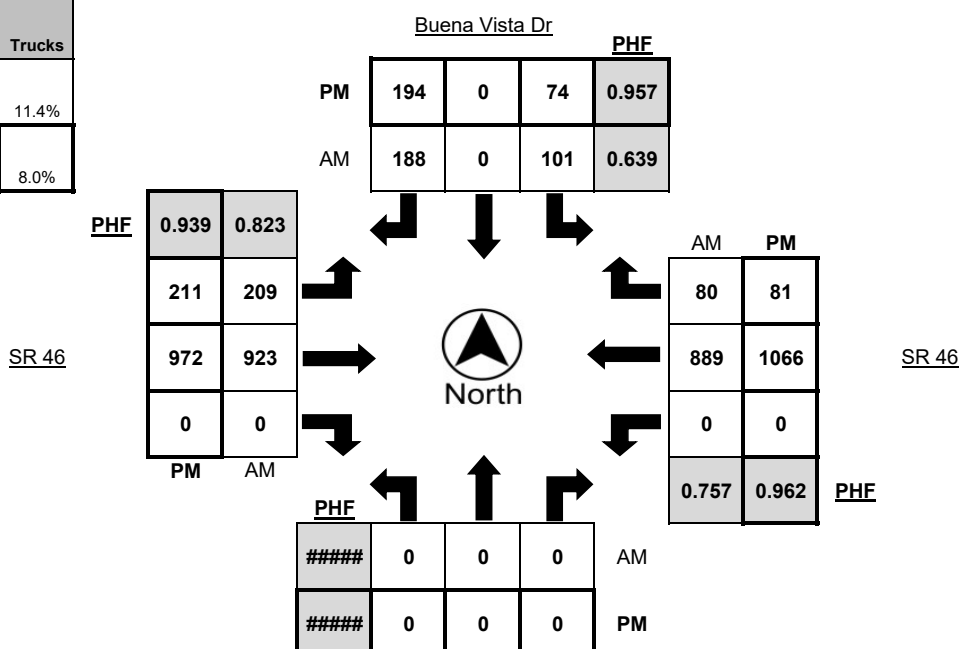 Buena Vista Dr
Trucks
PHF
PM 194 0 74 0.957
11.4%
AM 188 0 101 0.639
8.0%
PHF 0.939 0.823
AM PM
211 209
80 81
SR 46 972 923
889 1066 SR 46
North
0 0
0 0
PM AM
0.757 0.962 PHF
PHF
##### 0 0 0 AM
##### 0 0 0 PM